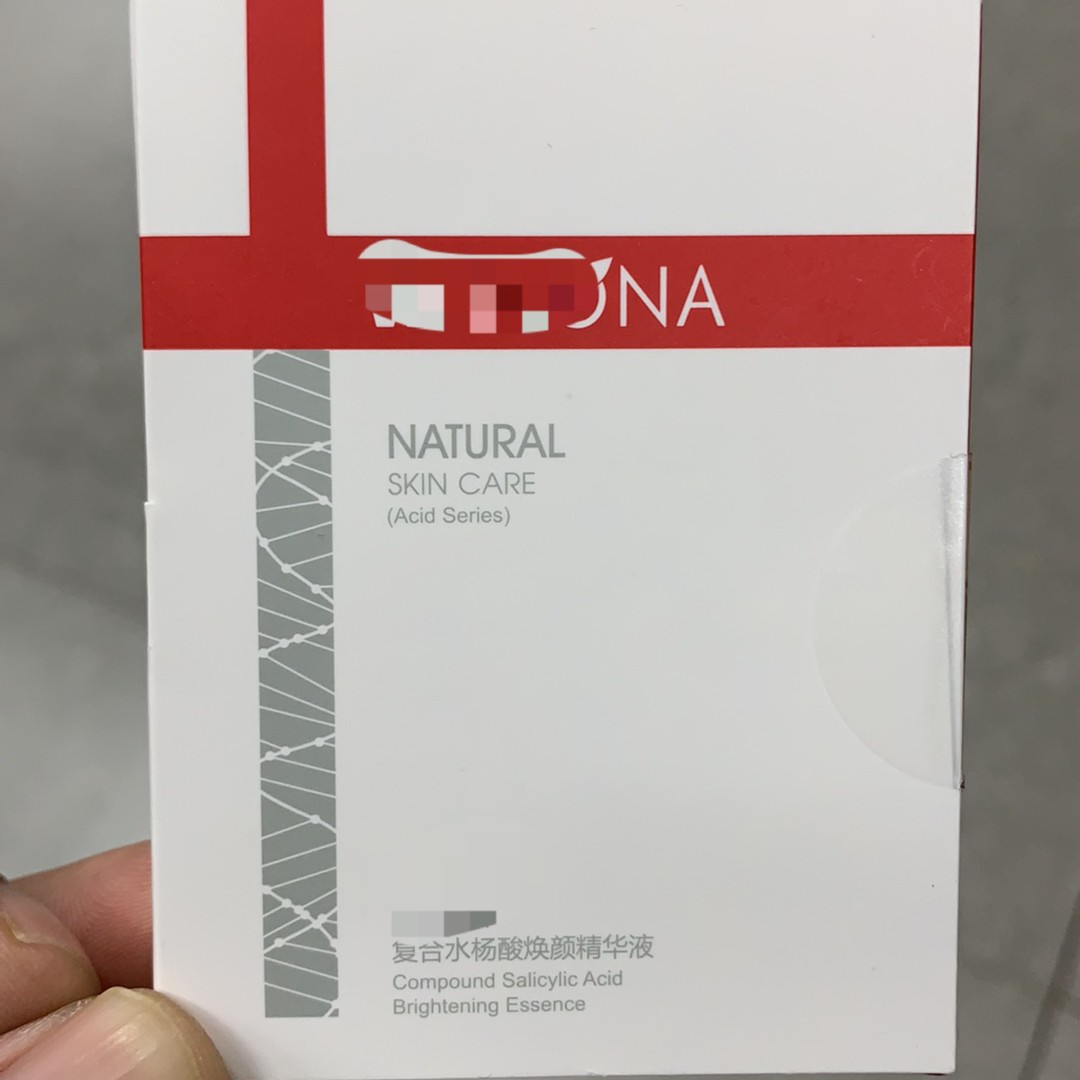 ONA
NATURAL
SKIN CARE
(Acid Series)
复合水杨酸焕颜精华液
Compound Salicylic Acid
Brightening Essence